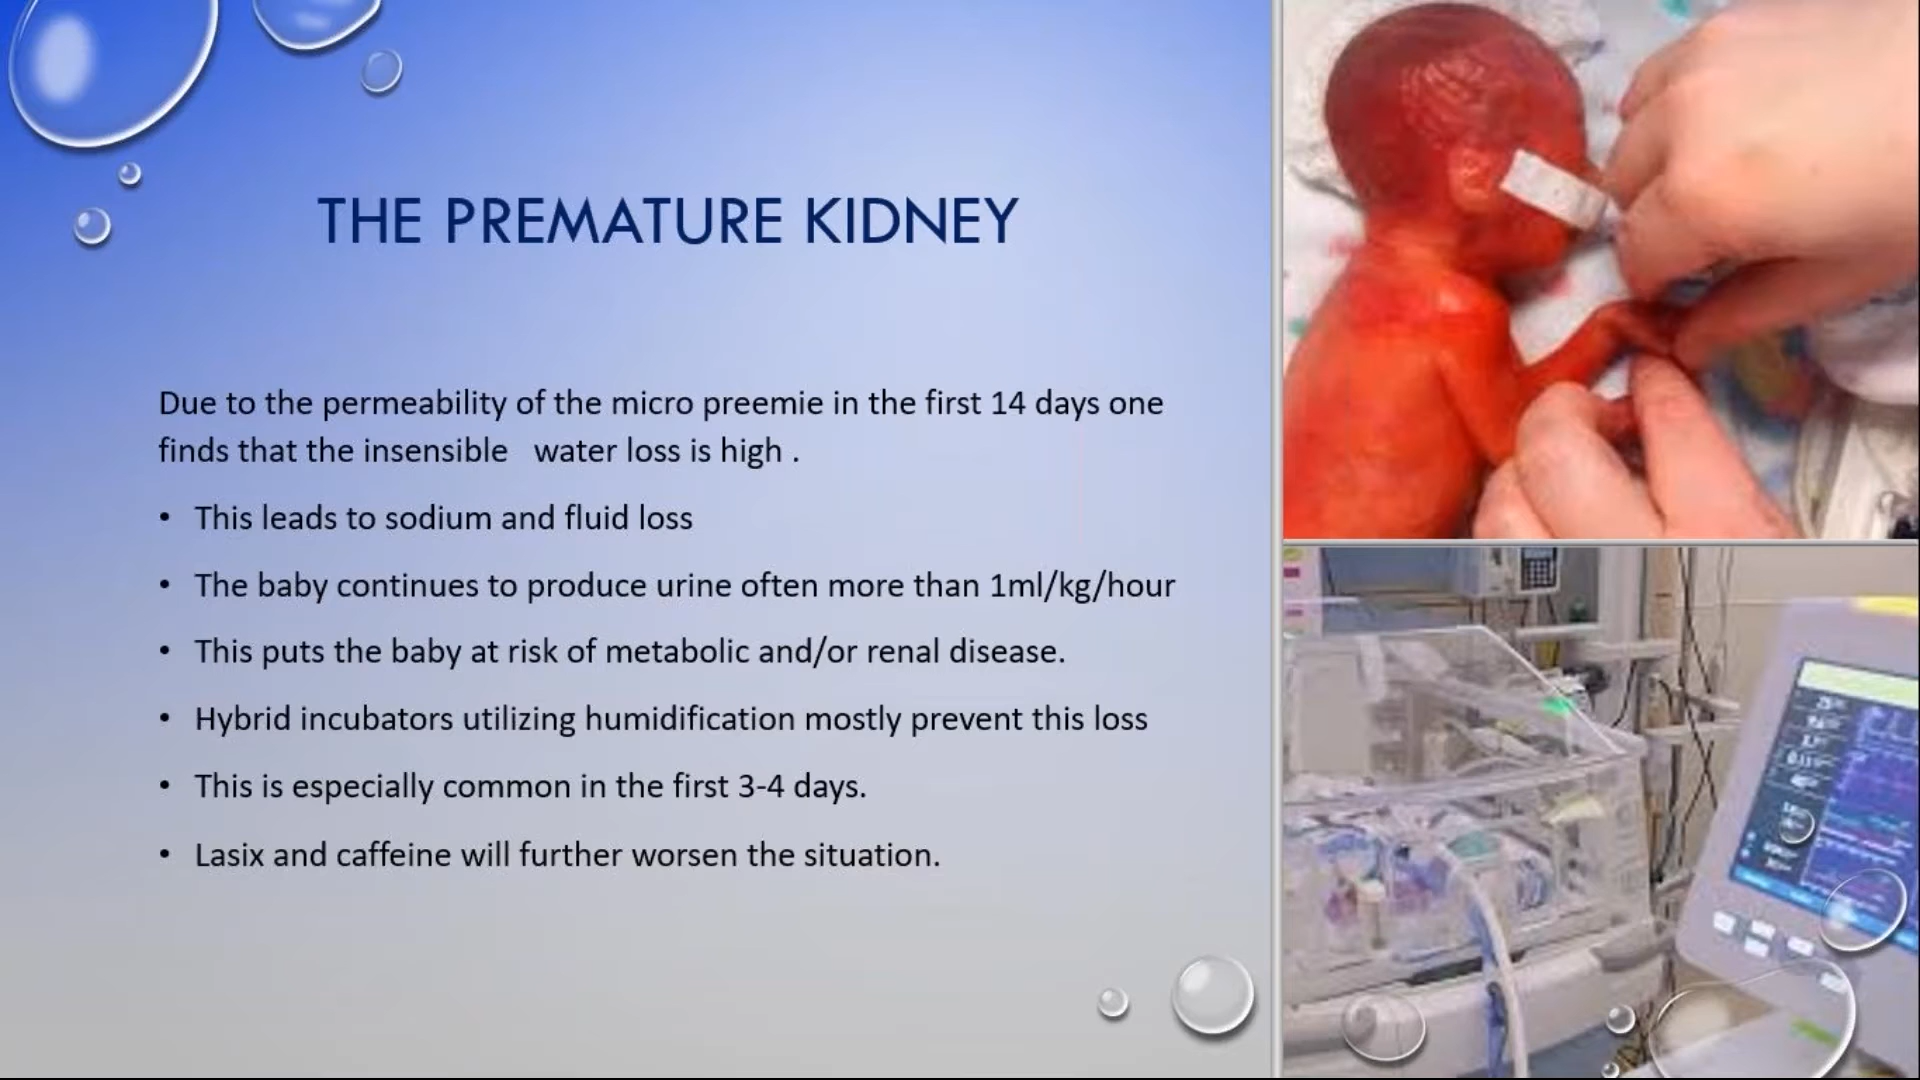 THE PREMATURE KIDNEY
Due to the permeability of the micro preemie in the first 14 days one
finds that the insensible water loss is high .
• This leads to sodium and fluid loss
• The baby continues to produce urine often more than 1ml/kg/hour
• This puts the baby at risk of metabolic and/or renal disease.
• Hybrid incubators utilizing humidification mostly prevent this loss
• This is especially common in the first 3-4 days.
• Lasix and caffeine will further worsen the situation.